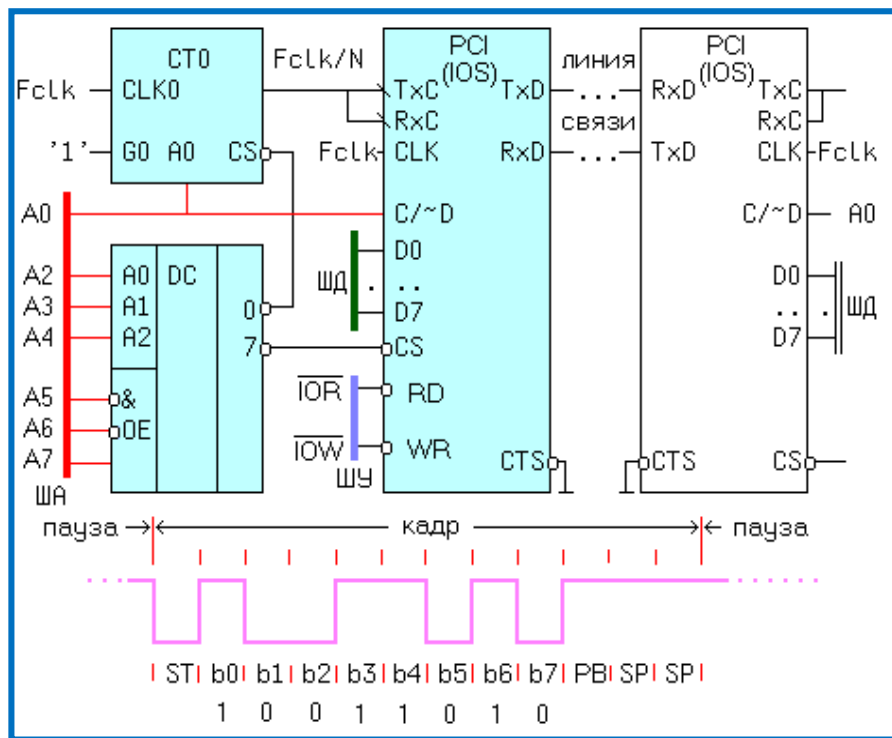 CT0 Fclk/N PCI (IOS) линия PCI (IOS)
Fclk CLK0 TxC TxD ... RxD TxC
RxC связи RxC
'1' G0 A0 CS Fclk CLK RxD ... TxD CLK Fclk
A0 C/~D C/~D A0
A2 A0 DC D0 D0
A3 A1 0 ШД . .. .. . ШД
A4 A2 7 D7 D7
CS
A5 & IOR RD
A6 OE
A7 IOW WR CTS CTS CS
ША ШУ
пауза кадр пауза
ST b0 b1 b2 b3 b4 b5 b6 b7 PB SP SP
1 0 0 1 1 0 1 0